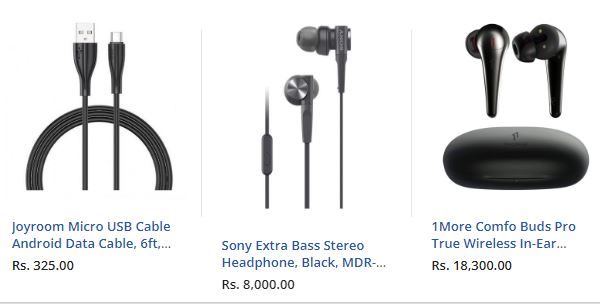 Joyroom Micro USB Cable
Android Data Cable, 6ft,...
Rs. 325.00
SONY
Sony Extra Bass Stereo
Headphone, Black, MDR-...
Rs. 8,000.00
1More Comfo Buds Pro
True Wireless In-Ear...
Rs. 18,300.00